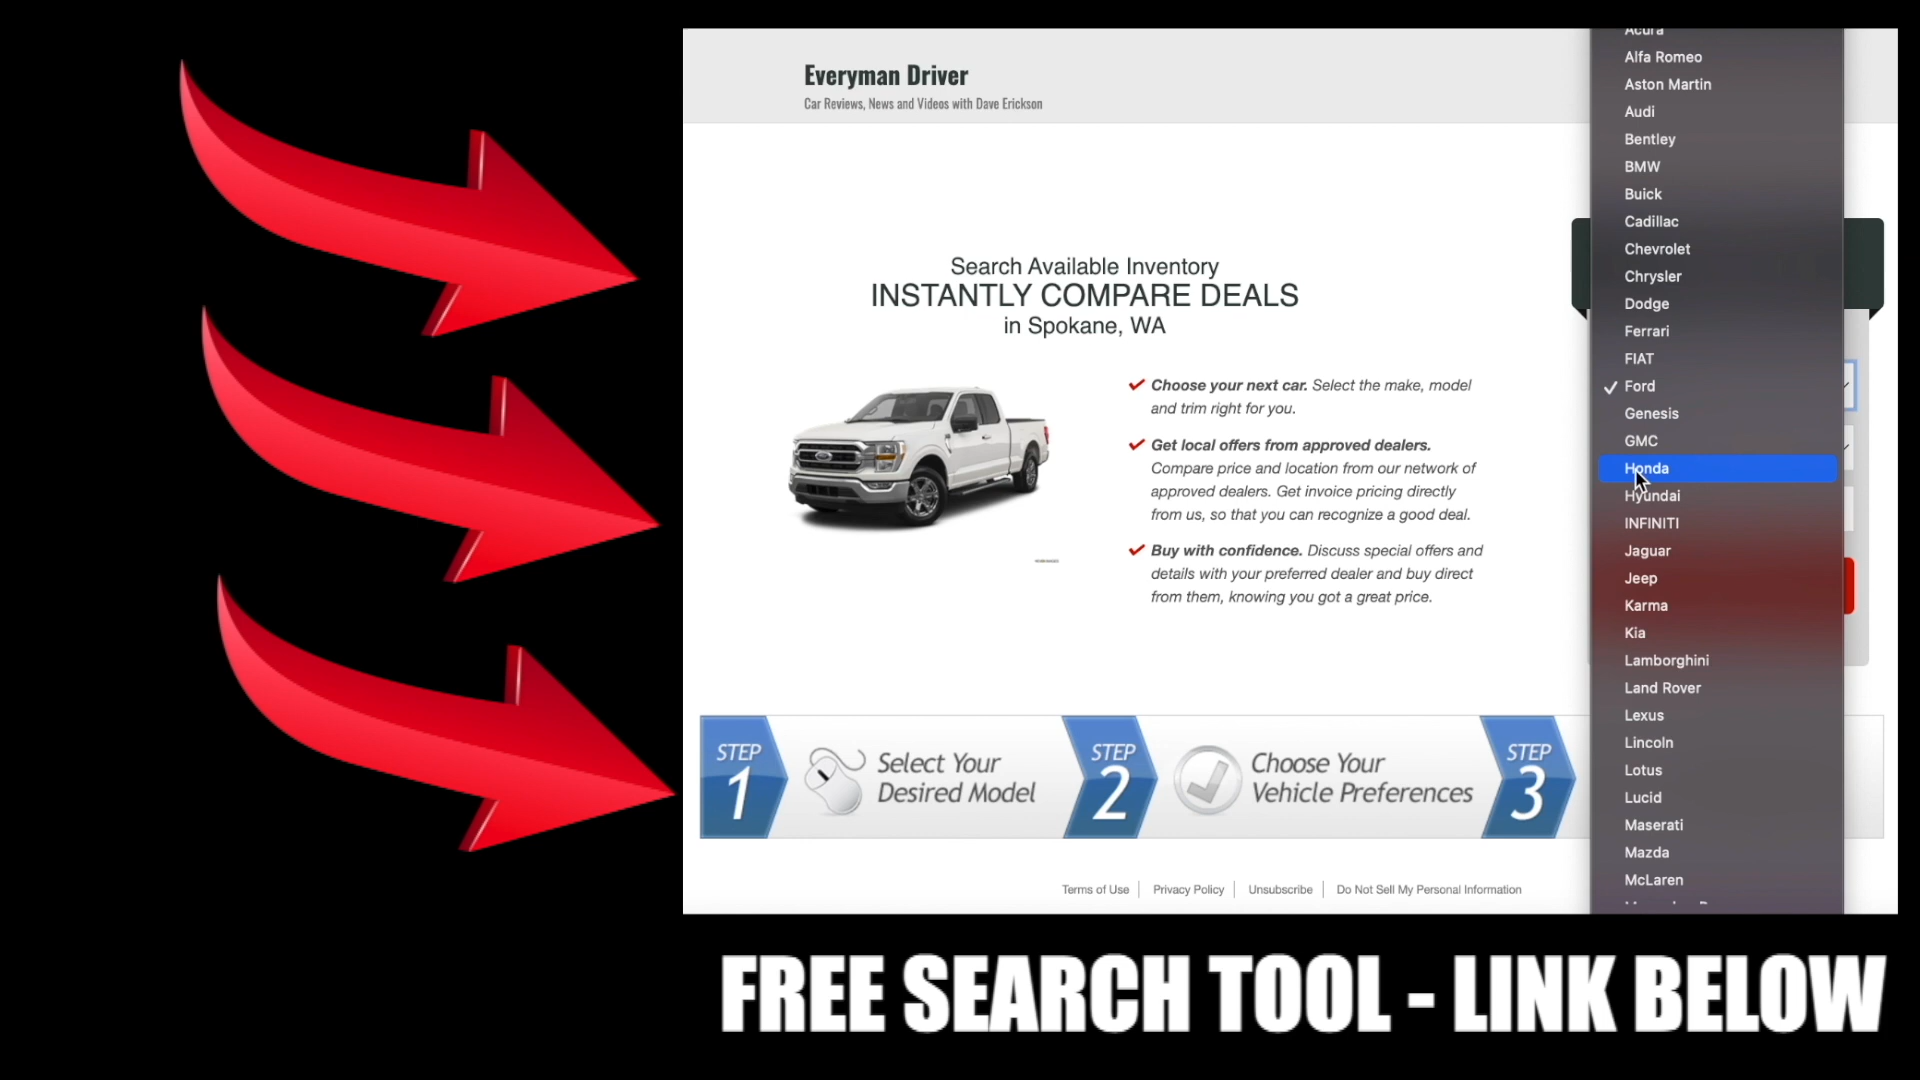 Everyman Driver
Car Reviews, News and Videos with Dave Erickson
Search Available Inventory
INSTANTLY COMPARE DEALS
in Spokane, WA
Choose your next car. Select the make, model
and trim right for you.
Get local offers from approved dealers.
Compare price and location from our network of
approved dealers. Get invoice pricing directly
from us, so that you can recognize a good deal.
Buy with confidence. Discuss special offers and
details with your preferred dealer and buy direct
from them, knowing you got a great price.
Acura
Alfa Romeo
Aston Martin
Audi
Bentley
BMW
Buick
Cadillac
Chevrolet
Chrysler
Dodge
Ferrari
FIAT
Ford
Genesis
GMC
Honda
Hyundai
INFINITI
Jaguar
Jeep
Karma
Kia
Lamborghini
Land Rover
Lexus
Lincoln
Lotus
Lucid
Maserati
Mazda
McLaren
STEP
1
Select Your
Desired Model
STEP
2
Choose Your
Vehicle Preferences
STEP
3
Terms of Use
Privacy Policy
Unsubscribe
Do Not Sell My Personal Information
FREE SEARCH TOOL - LINK BELOW